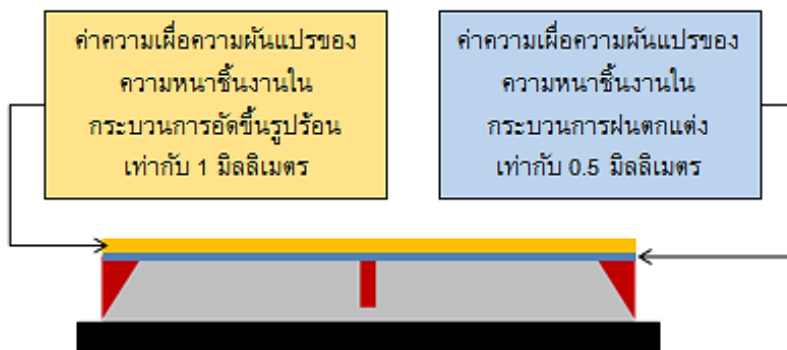 ค่าความเผื่อความผันแปรของ
ความหนาชิ้นงานใน
กระบวนการอัดขึ้นรูปร้อน
เท่ากับ 1 มิลลิเมตร
ค่าความเผื่อความผันแปรของ
ความหนาชิ้นงานใน
กระบวนการฝนตกแต่ง
เท่ากับ 0.5 มิลลิเมตร